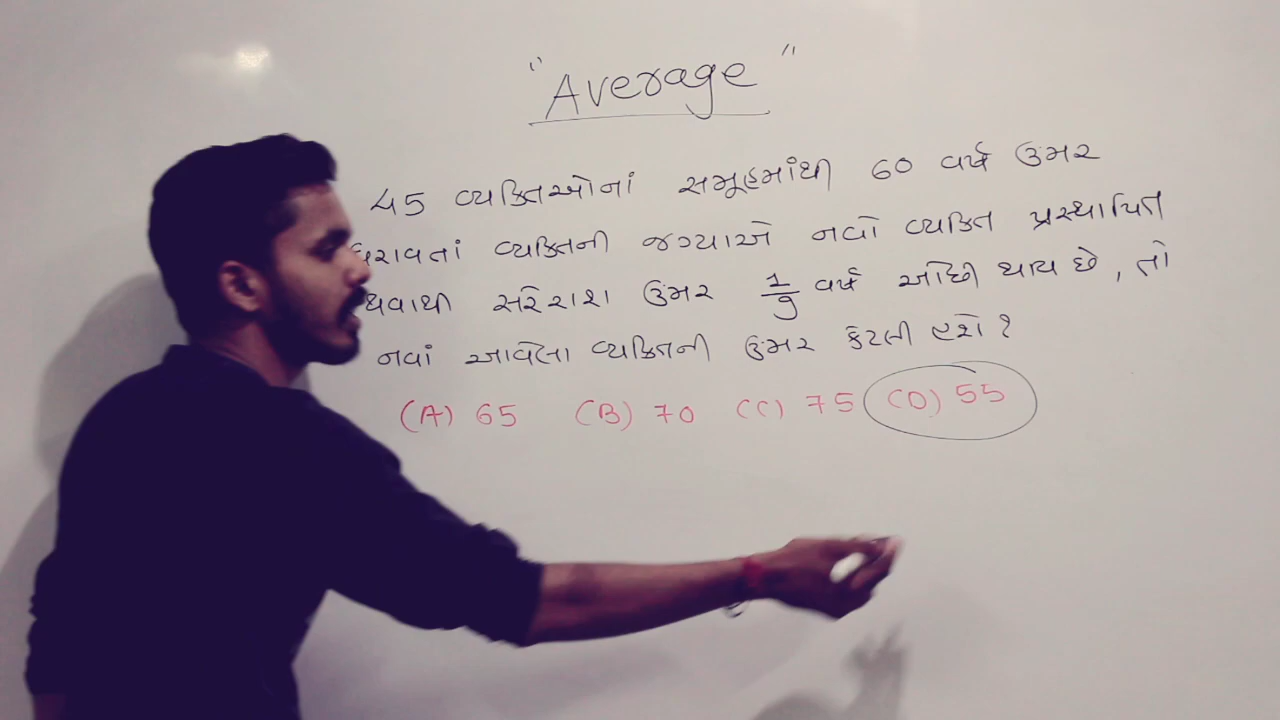 "Average"
45 વ્યક્તિઓનાં સમૂહમાંથી 60 વર્ષ ઉંમર
ધરાવતાં વ્યક્તિની જગ્યાએ નવો વ્યક્તિ પ્રસ્થાપિત
થવાથી સરેરાશ ઉંમર 1/9 વર્ષ ઓછી થાય છે, તો
નવાં આવેલા વ્યક્તિની ઉંમર કેટલી હશે?
(A) 65 (B) 70 (C) 75 (D) 55